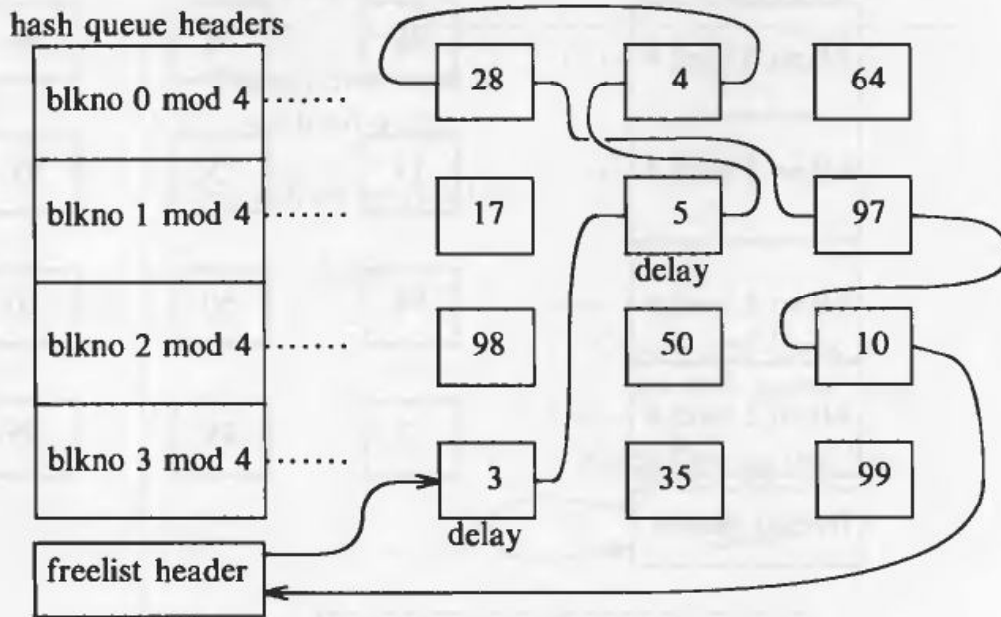 hash queue headers
blkno 0 mod 4 ······ 28 4 64
blkno 1 mod 4 ······ 17 5 97
delay
blkno 2 mod 4 ······ 98 50 10
blkno 3 mod 4 ······ 3 35 99
delay
freelist header